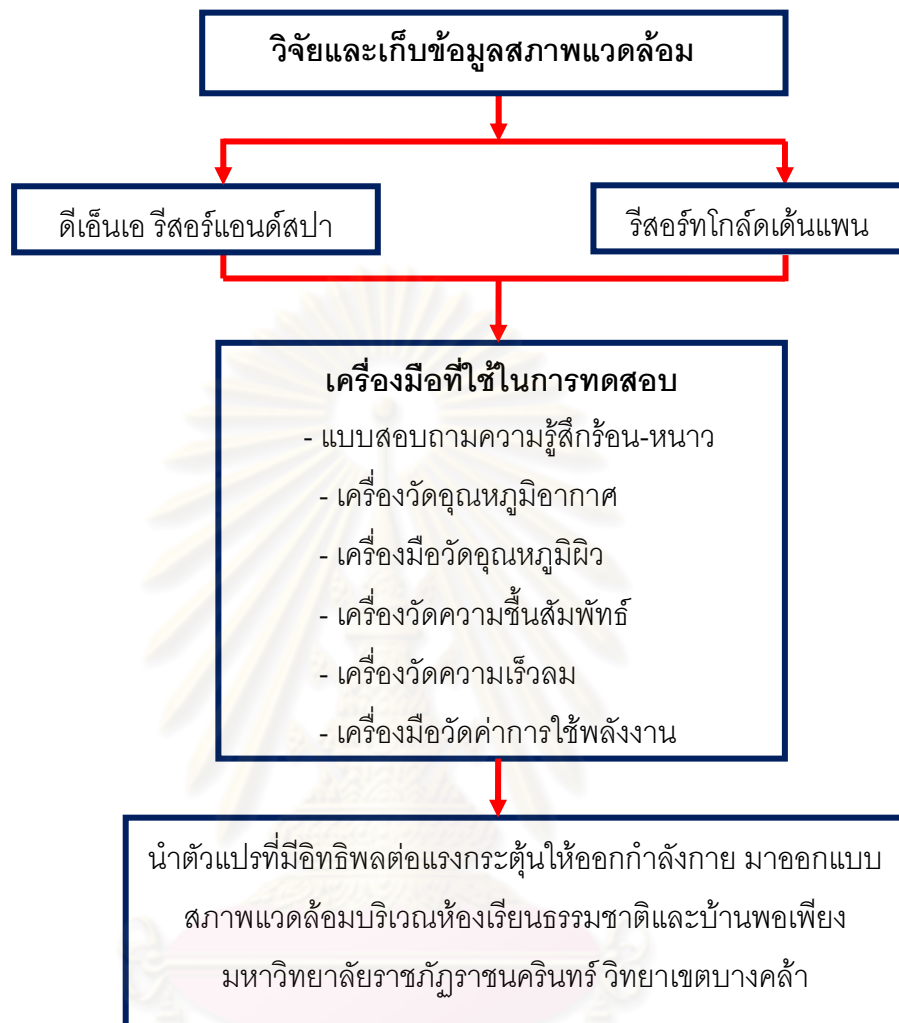 วิจัยและเก็บข้อมูลสภาพแวดล้อม
ดีเอ็นเอ รีสอร์แอนด์สปา
รีสอร์ทโกล์ดเด้นแพน
เครื่องมือที่ใช้ในการทดสอบ
- แบบสอบถามความรู้สึกร้อน-หนาว
- เครื่องวัดอุณหภูมิอากาศ
- เครื่องมือวัดอุณหภูมิผิว
- เครื่องวัดความชื้นสัมพัทธ์
- เครื่องวัดความเร็วลม
- เครื่องมือวัดค่าการใช้พลังงาน
นำตัวแปรที่มีอิทธิพลต่อแรงกระตุ้นให้ออกกำลังกาย มาออกแบบ
สภาพแวดล้อมบริเวณห้องเรียนธรรมชาติและบ้านพอเพียง
มหาวิทยาลัยราชภัฏราชนครินทร์ วิทยาเขตบางคล้า